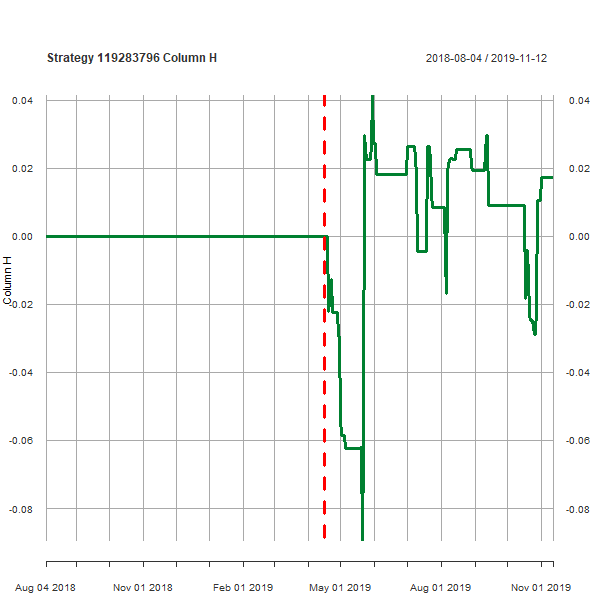 Strategy 119283796 Column H
2018-08-04 / 2019-11-12
0.04
0.04
0.02
0.02
0.00
0.00
Column H
-0.02
-0.02
-0.04
-0.04
-0.06
-0.06
-0.08
-0.08
Aug 04 2018
Nov 01 2018
Feb 01 2019
May 01 2019
Aug 01 2019
Nov 01 2019